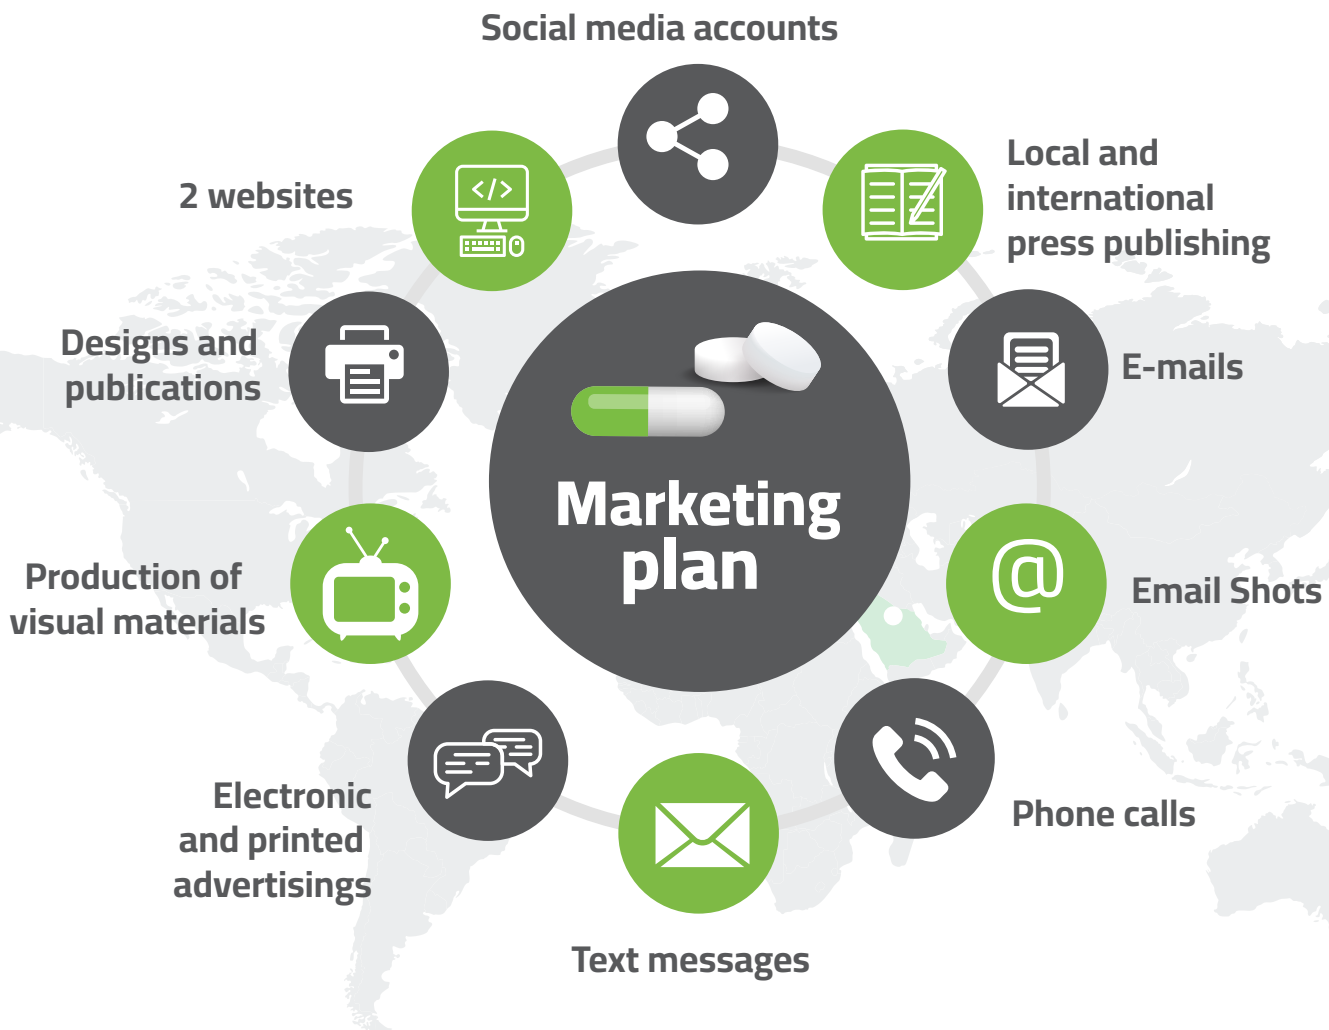 Social media accounts
Local and
international
press publishing
2 websites
</>
Designs and
publications
E-mails
Marketing
plan
Production of
visual materials
@
Email Shots
Electronic
and printed
advertisings
Phone calls
Text messages